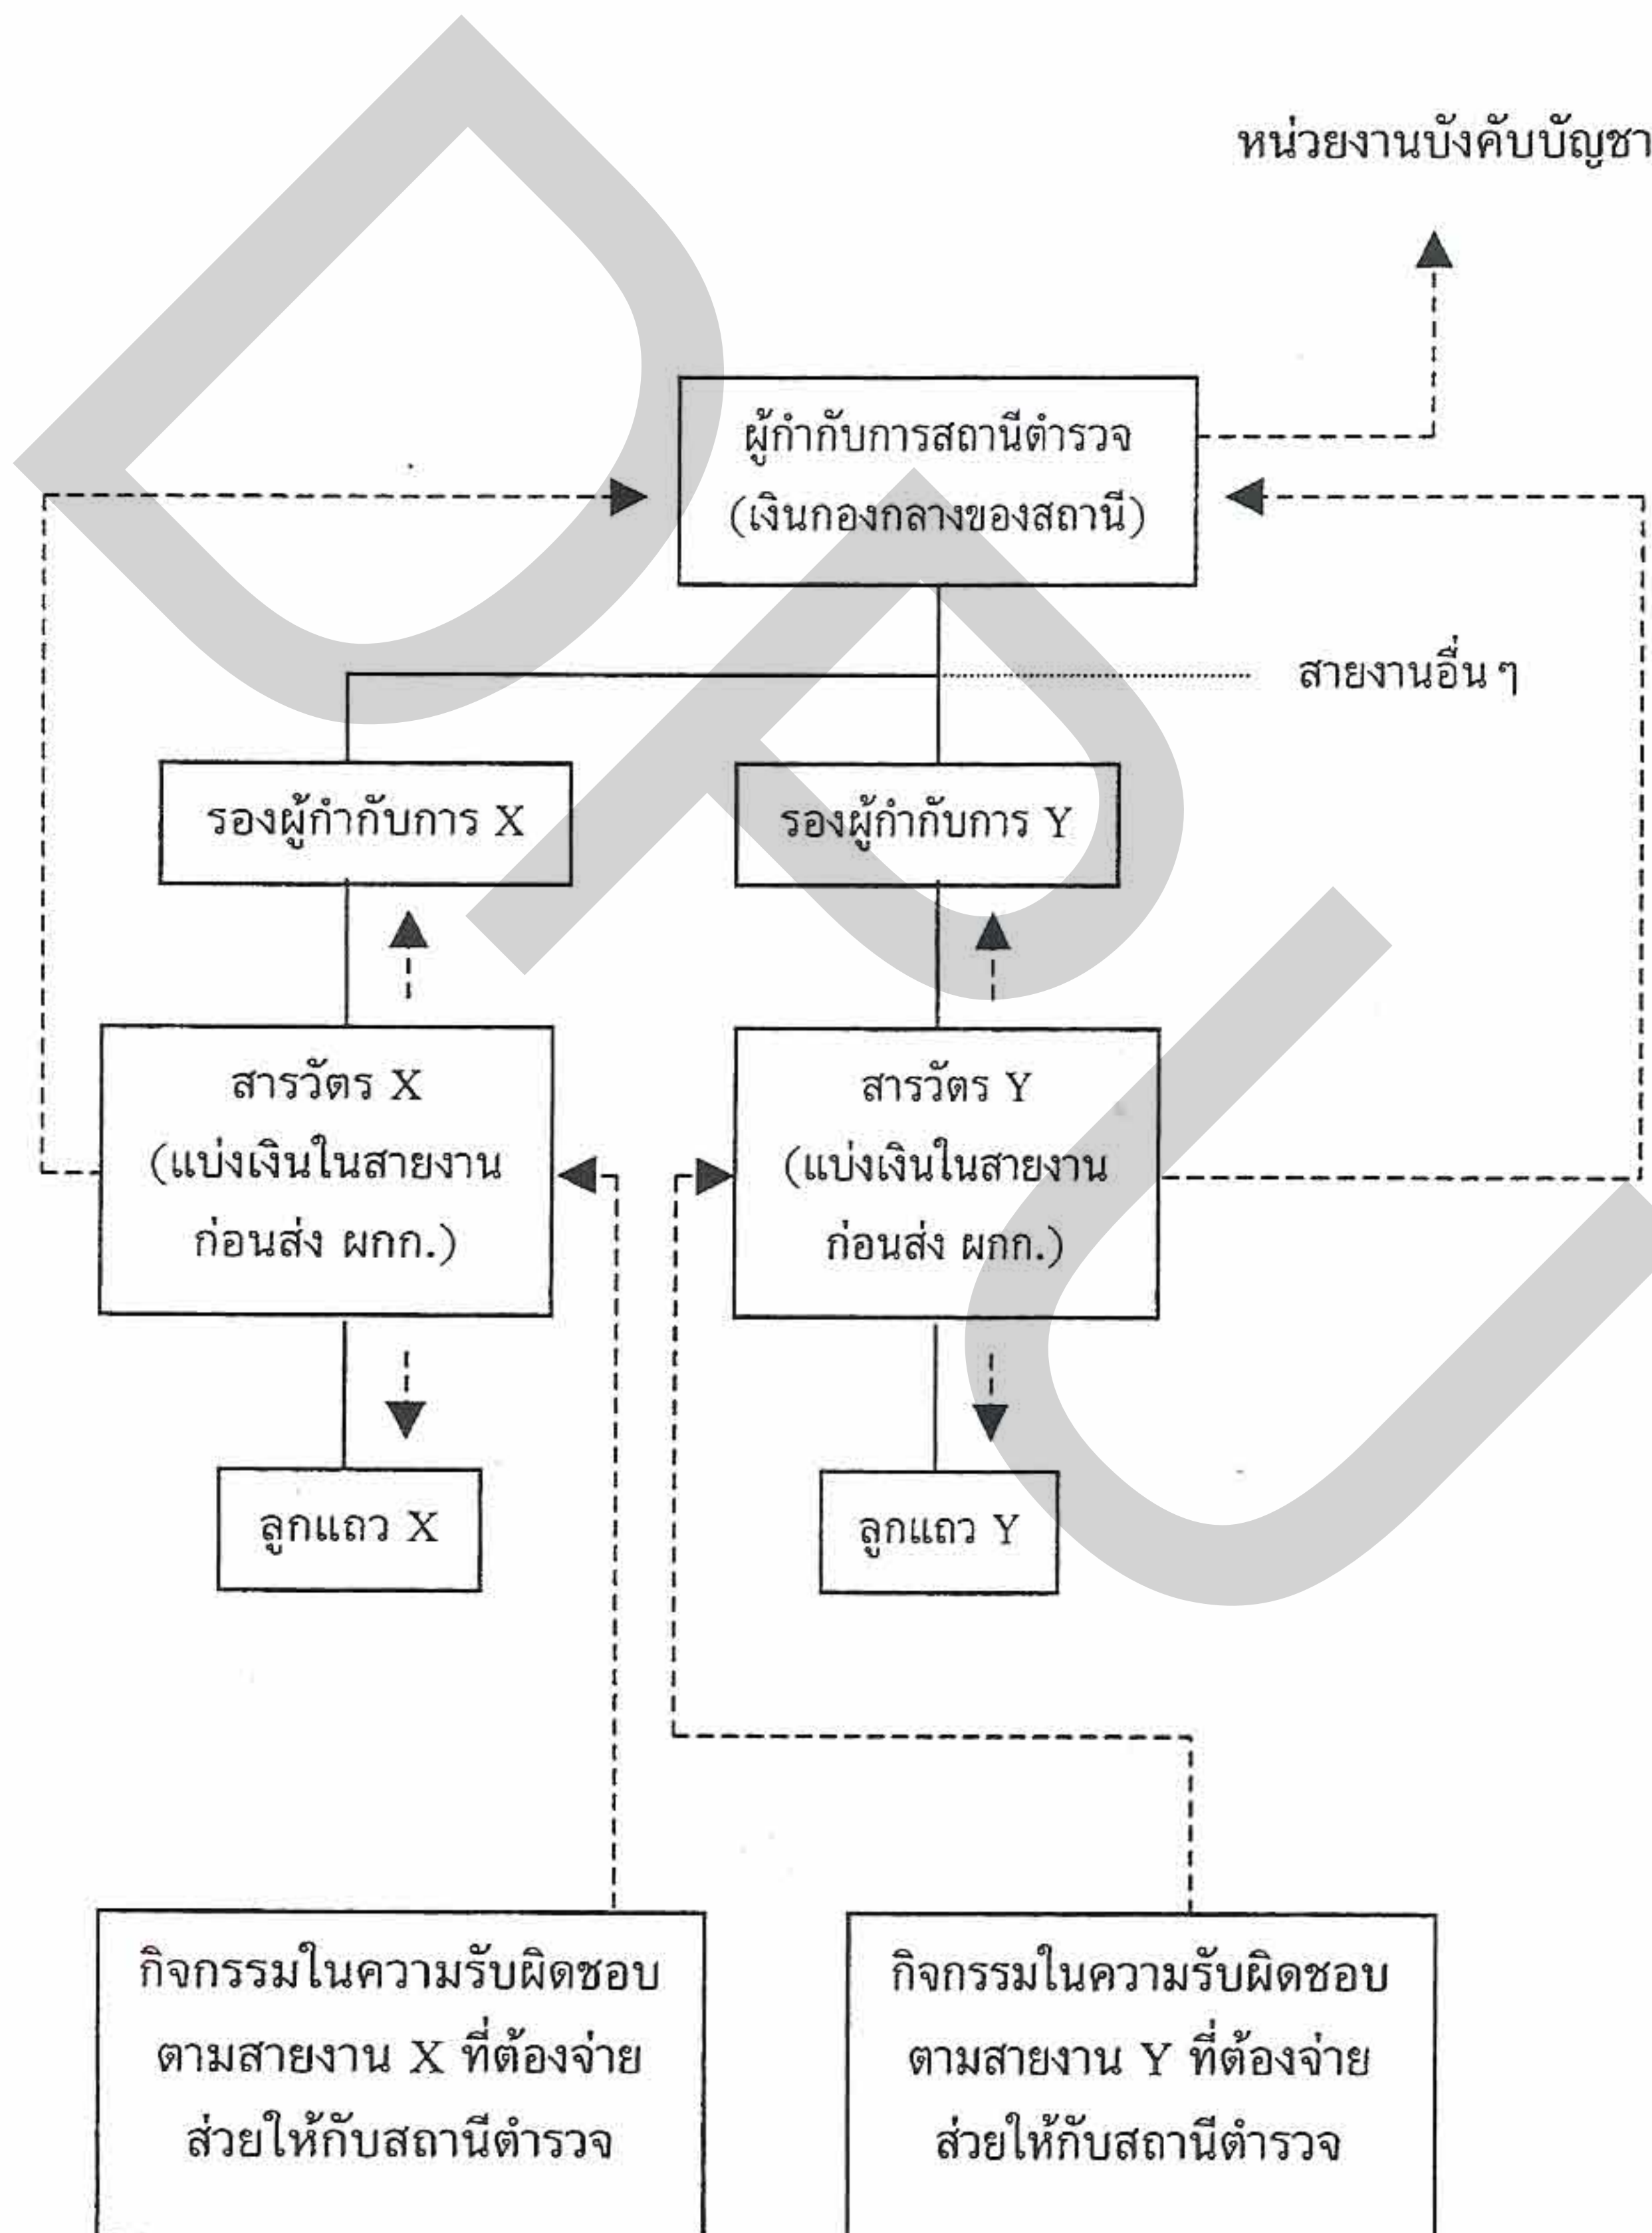 หน่วยงานบังคับบัญชา
ผู้กำกับการสถานีตำรวจ
(เงินกองกลางของสถานี)
สายงานอื่น ๆ
รองผู้กำกับการ X
รองผู้กำกับการ Y
สารวัตร X
(แบ่งเงินในสายงาน
ก่อนส่ง ผกก.)
สารวัตร Y
(แบ่งเงินในสายงาน
ก่อนส่ง ผกก.)
ลูกแถว X
ลูกแถว Y
กิจกรรมในความรับผิดชอบ
ตามสายงาน X ที่ต้องจ่าย
ส่วยให้กับสถานีตำรวจ
กิจกรรมในความรับผิดชอบ
ตามสายงาน Y ที่ต้องจ่าย
ส่วยให้กับสถานีตำรวจ
DPU